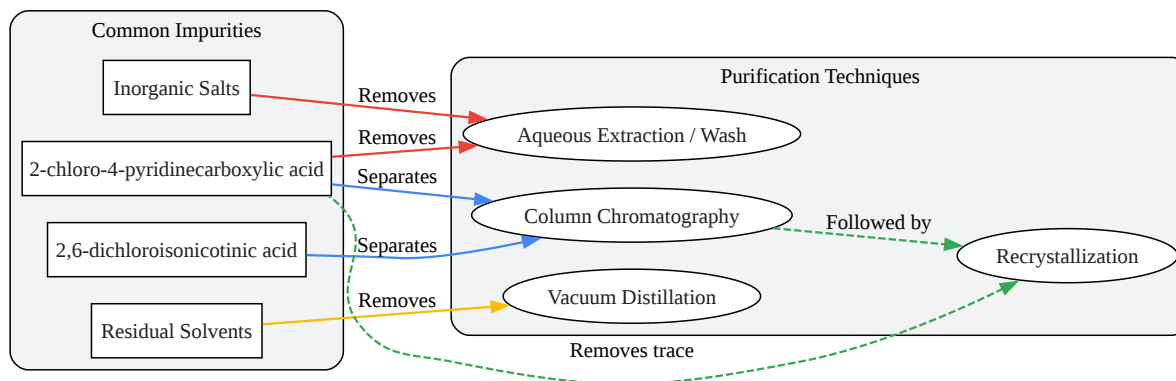 Common Impurities
Inorganic Salts
2-chloro-4-pyridinecarboxylic acid
2,6-dichloroisonicotinic acid
Residual Solvents
Removes
Removes
Separates
Separates
Removes
Removes trace
Purification Techniques
Aqueous Extraction / Wash
Column Chromatography
Vacuum Distillation
Followed by
Recrystallization